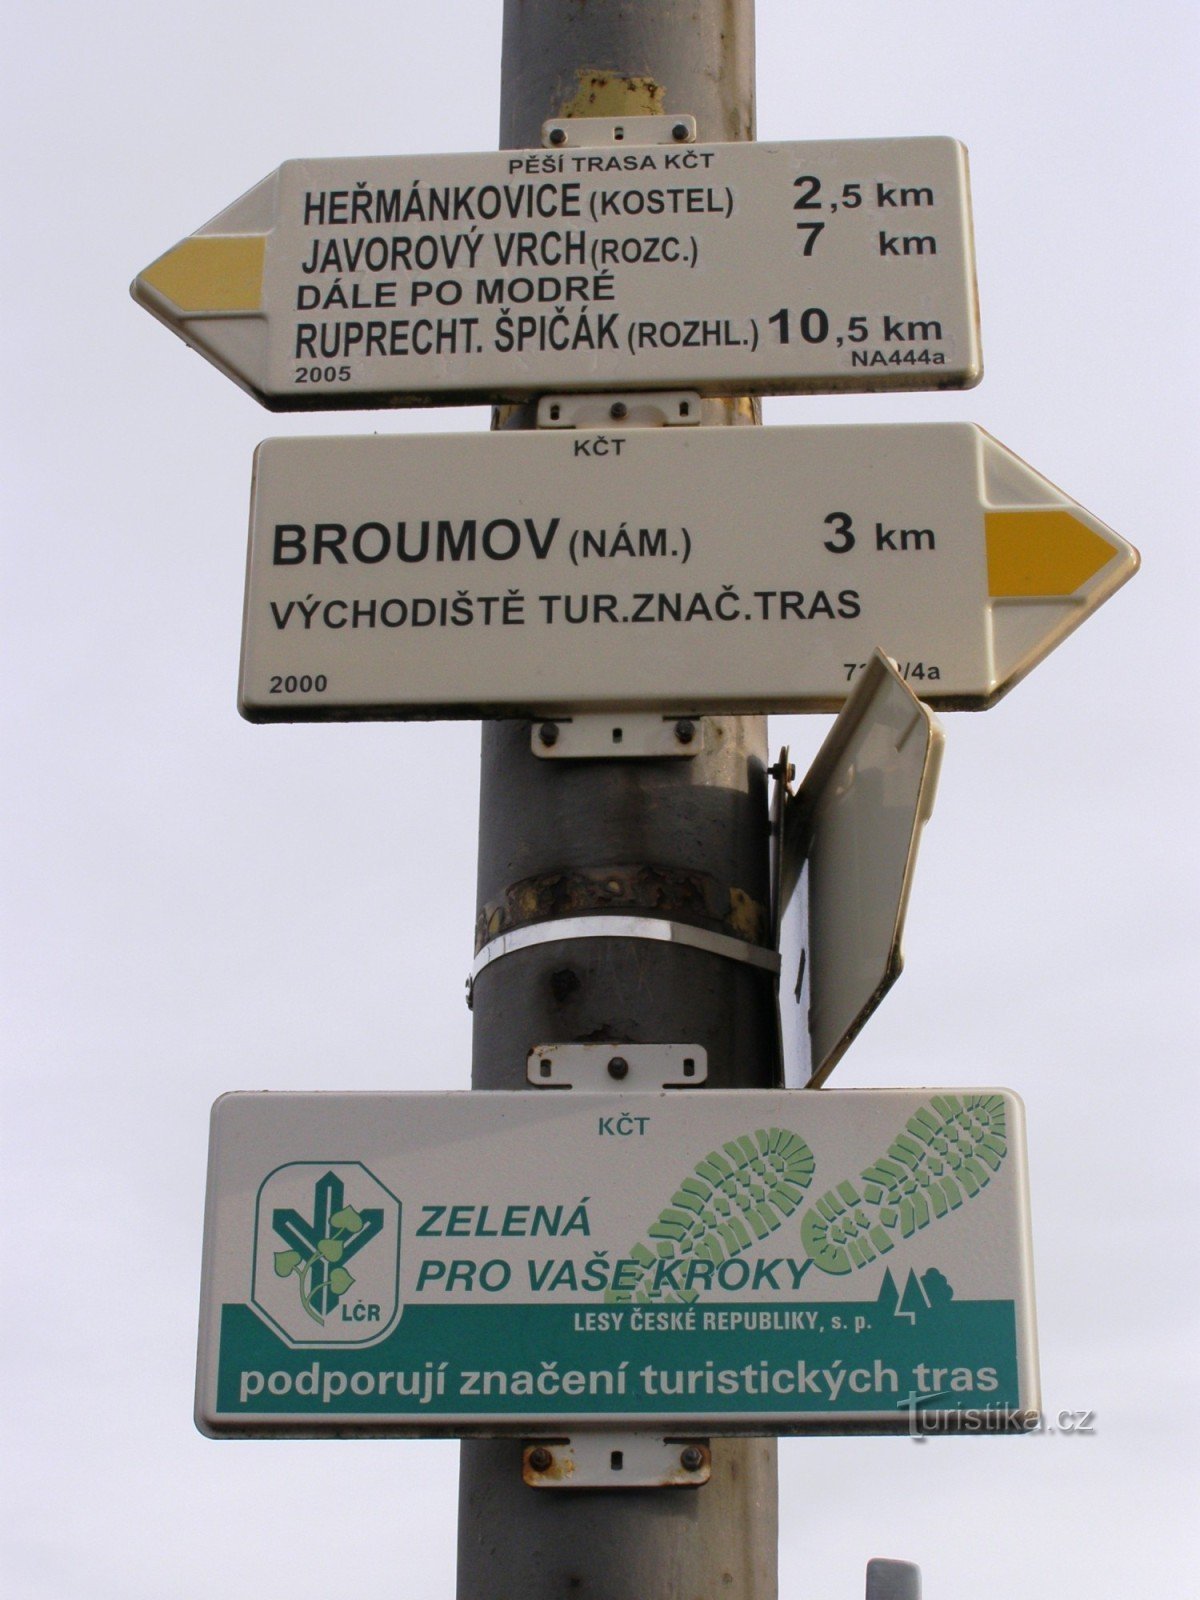 PĚŠÍ TRASA KČT
HEŘMÁNKOVICE (KOSTEL) 2,5 km
JAVOROVÝ VRCH (ROZC.) 7 km
DÁLE PO MODRÉ
RUPRECHT. ŠPIČÁK (ROZHL.) 10,5 km
2005 NA444a
KČT
BROUMOV (NÁM.) 3 km
VÝCHODIŠTĚ TUR.ZNAČ.TRAS
2000
KČT
ZELENÁ
PRO VAŠE KROKY
LČR
LESY ČESKÉ REPUBLIKY, s. p.
podporují značení turistických tras
Turistika.cz